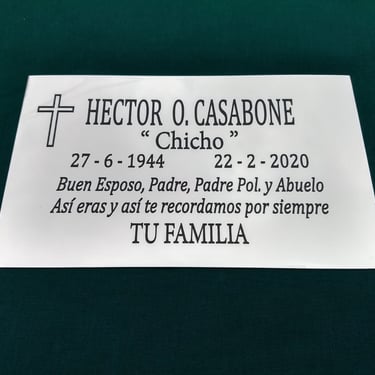 HECTOR O. CASABONE
“ Chicho ”
27 - 6 - 1944 22 - 2 - 2020
Buen Esposo, Padre, Padre Pol. y Abuelo
Así eras y así te recordamos por siempre
TU FAMILIA